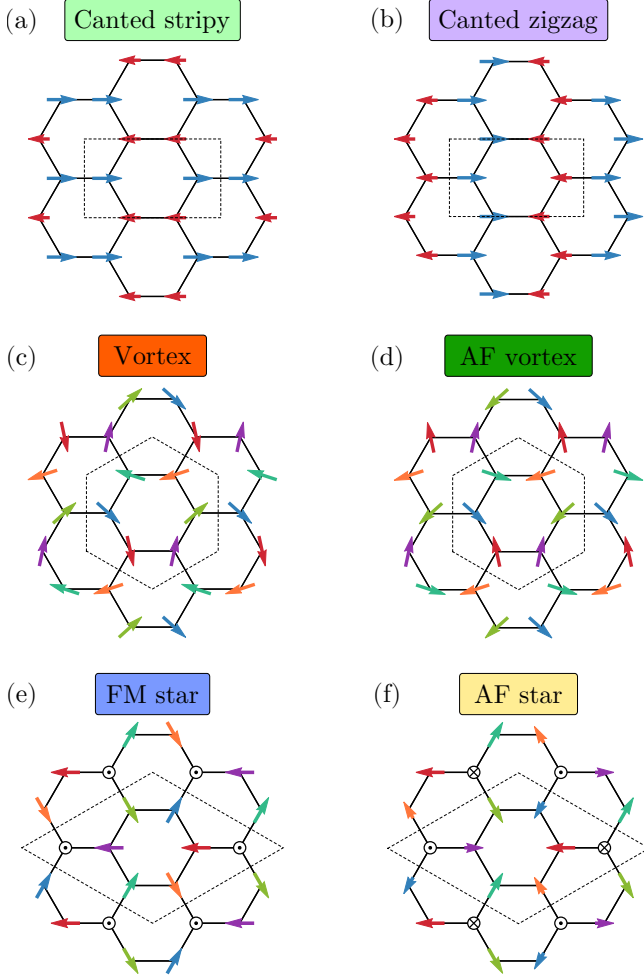 (a) Canted stripy
(b) Canted zigzag
(c) Vortex
(d) AF vortex
(e) FM star
(f) AF star